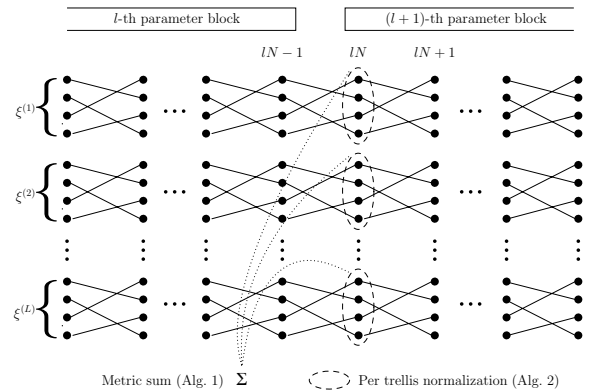 l-th parameter block
(l + 1)-th parameter block
lN − 1
lN
lN + 1
ξ(1)
ξ(2)
ξ(L)
Metric sum (Alg. 1) Σ
Per trellis normalization (Alg. 2)